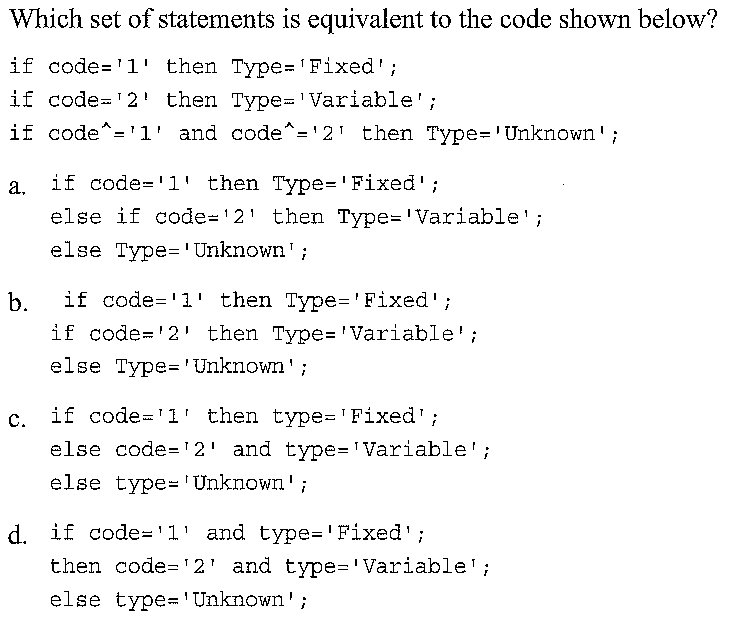 Which set of statements is equivalent to the code shown below?
if code='1' then Type='Fixed';
if code='2' then Type='Variable';
if code^='1' and code^='2' then Type='Unknown';
a. if code='1' then Type='Fixed';
else if code='2' then Type='Variable';
else Type='Unknown';
b. if code='1' then Type='Fixed';
if code='2' then Type='Variable';
else Type='Unknown';
c. if code='1' then type='Fixed';
else code='2' and type='Variable';
else type='Unknown';
d. if code='1' and type='Fixed';
then code='2' and type='Variable';
else type='Unknown';